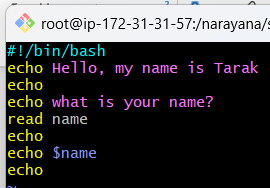 root@ip-172-31-31-57:/narayana/s
#!/bin/bash
echo Hello, my name is Tarak
echo
echo what is your name?
read name
echo
echo $name
echo